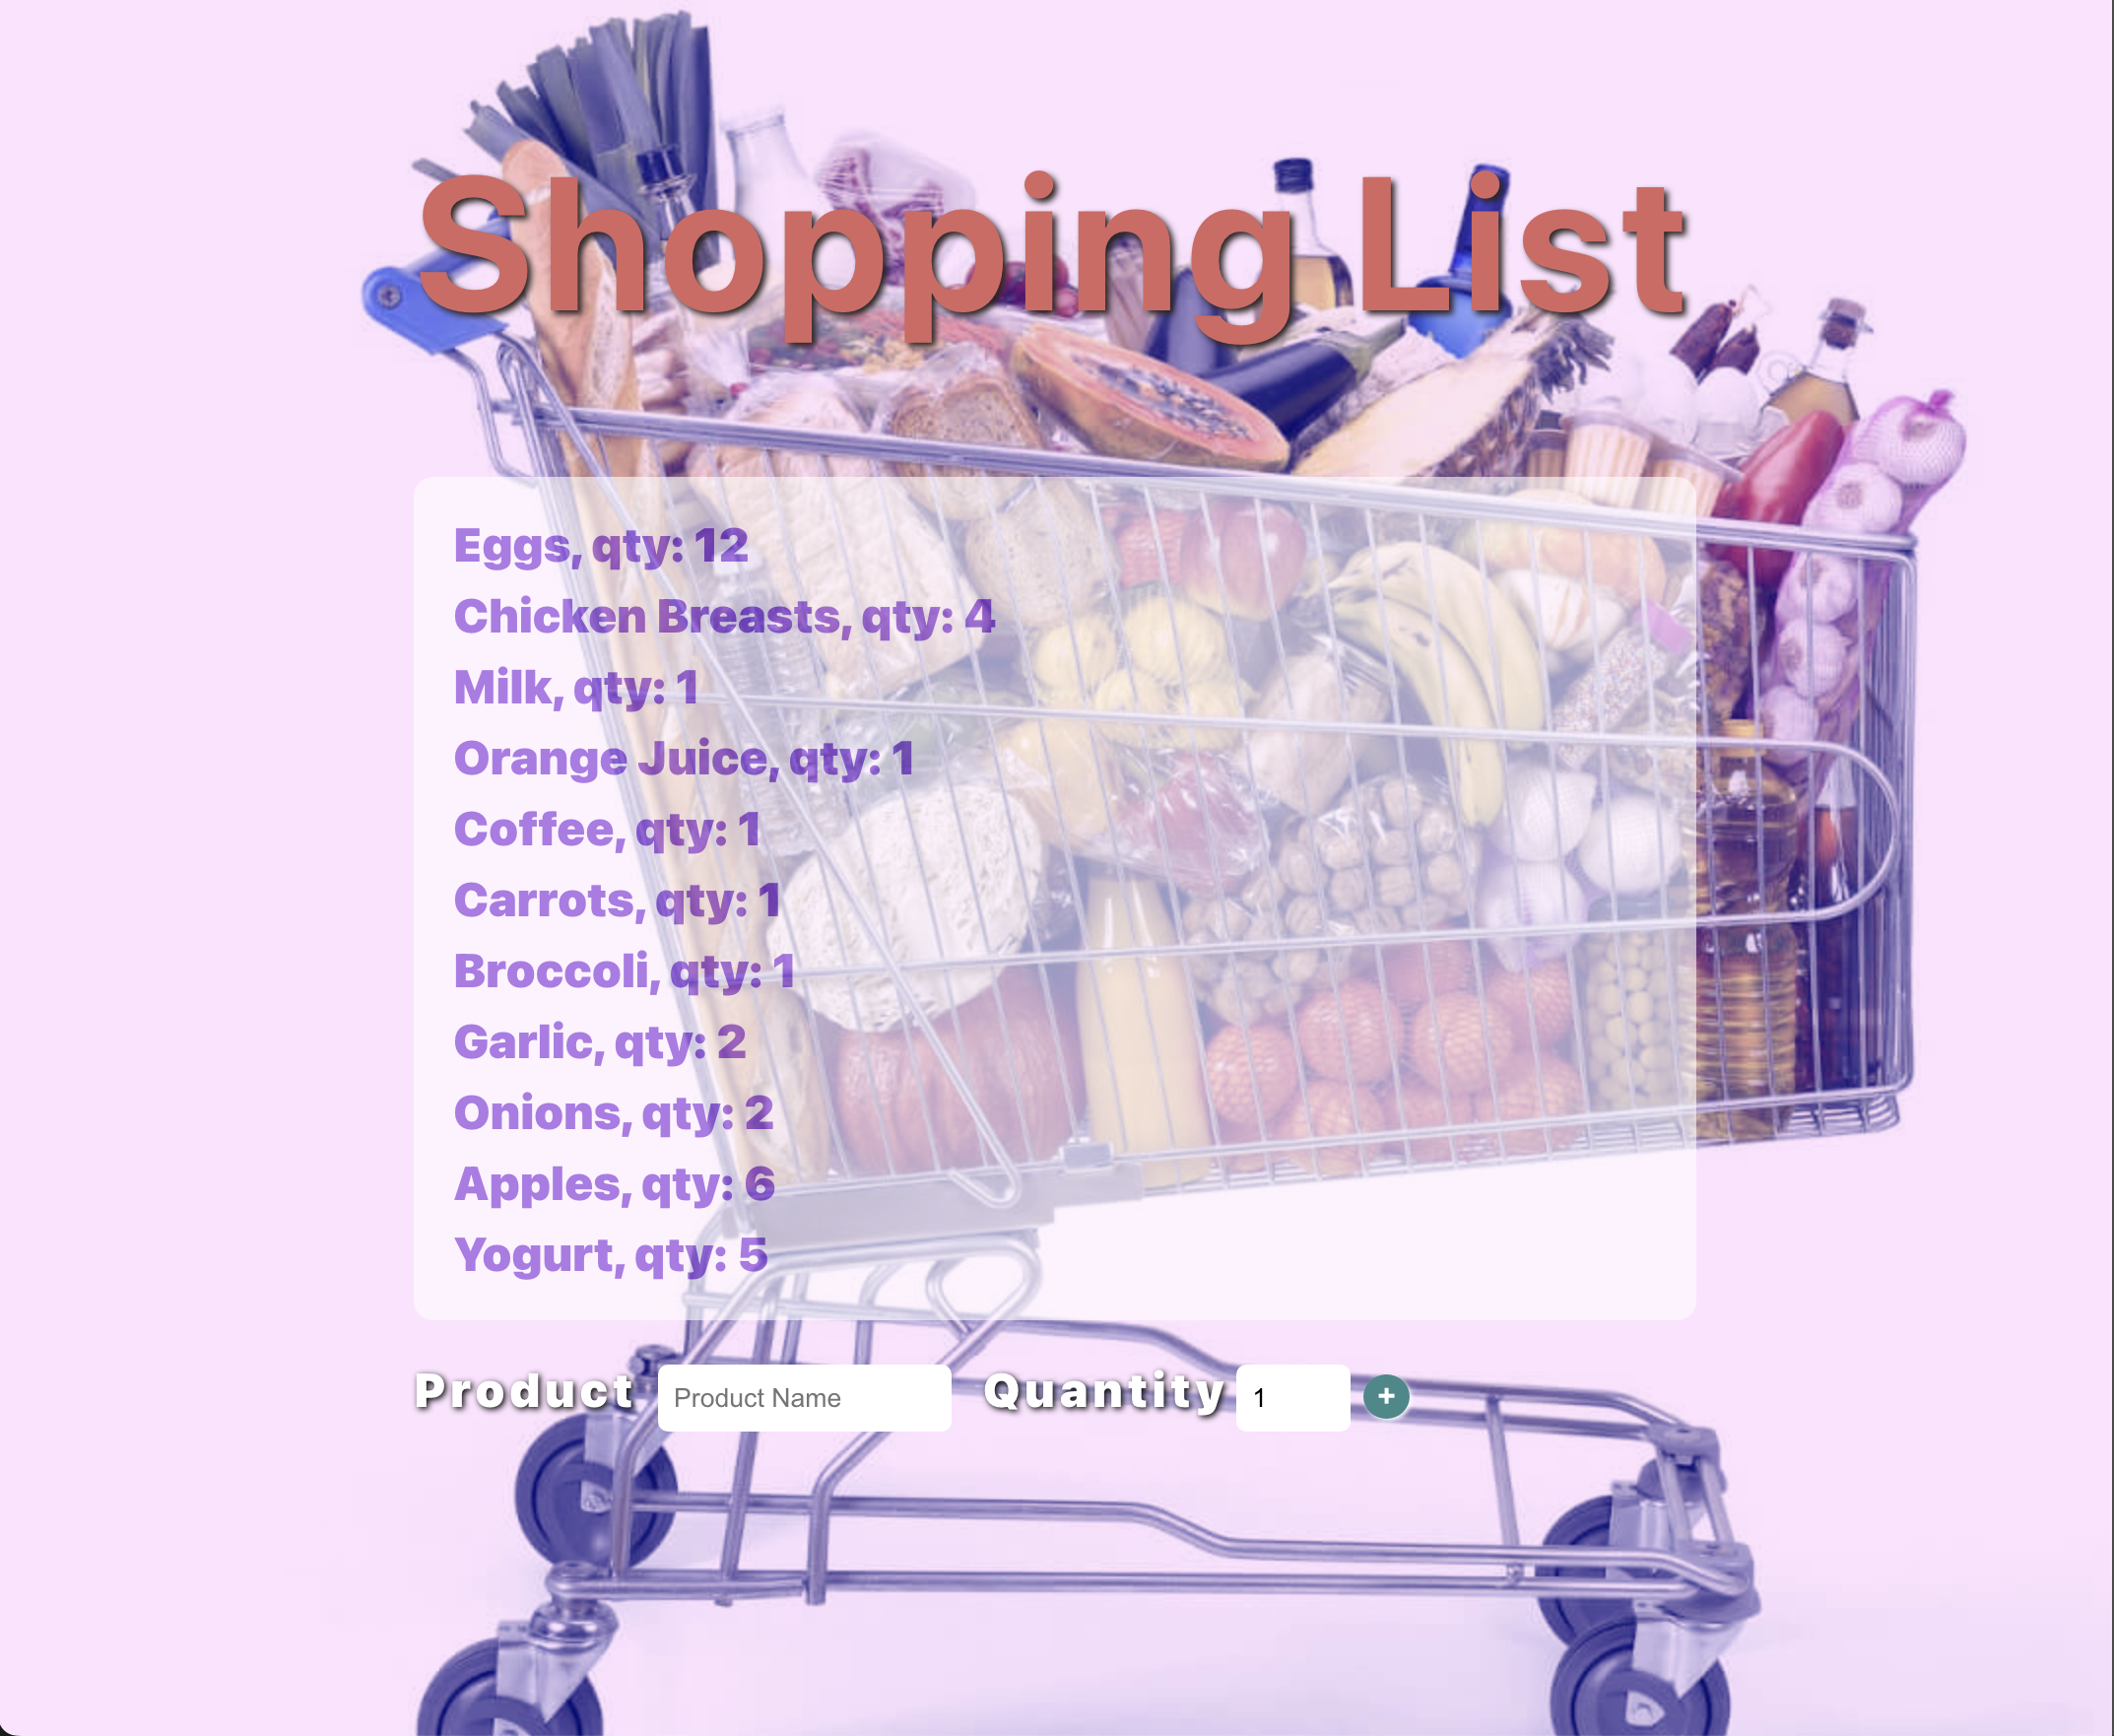 Shopping List
Eggs, qty: 12
Chicken Breasts, qty: 4
Milk, qty: 1
Orange Juice, qty: 1
Coffee, qty: 1
Carrots, qty: 1
Broccoli, qty: 1
Garlic, qty: 2
Onions, qty: 2
Apples, qty: 6
Yogurt, qty: 5
Product Product Name Quantity 1 +